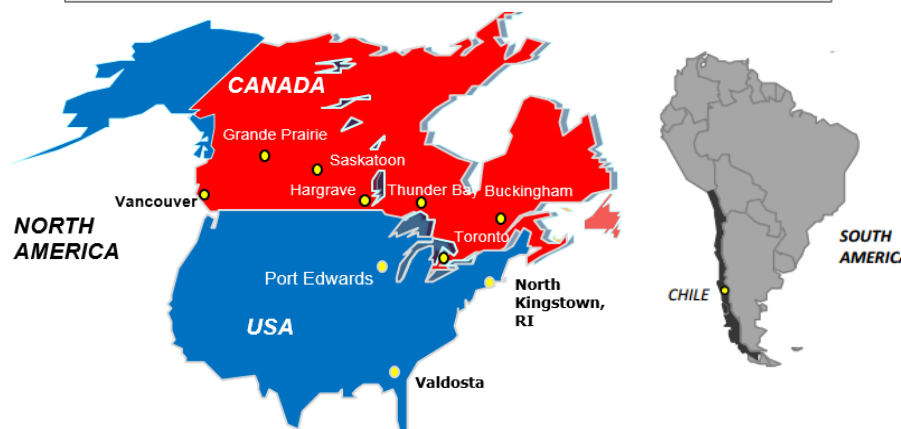 CANADA
Grande Prairie
Saskatoon
Hargrave
Thunder Bay
Buckingham
Vancouver
Toronto
NORTH
AMERICA
Port Edwards
North
Kingstown,
RI
USA
Valdosta
SOUTH
AMERICA
CHILE